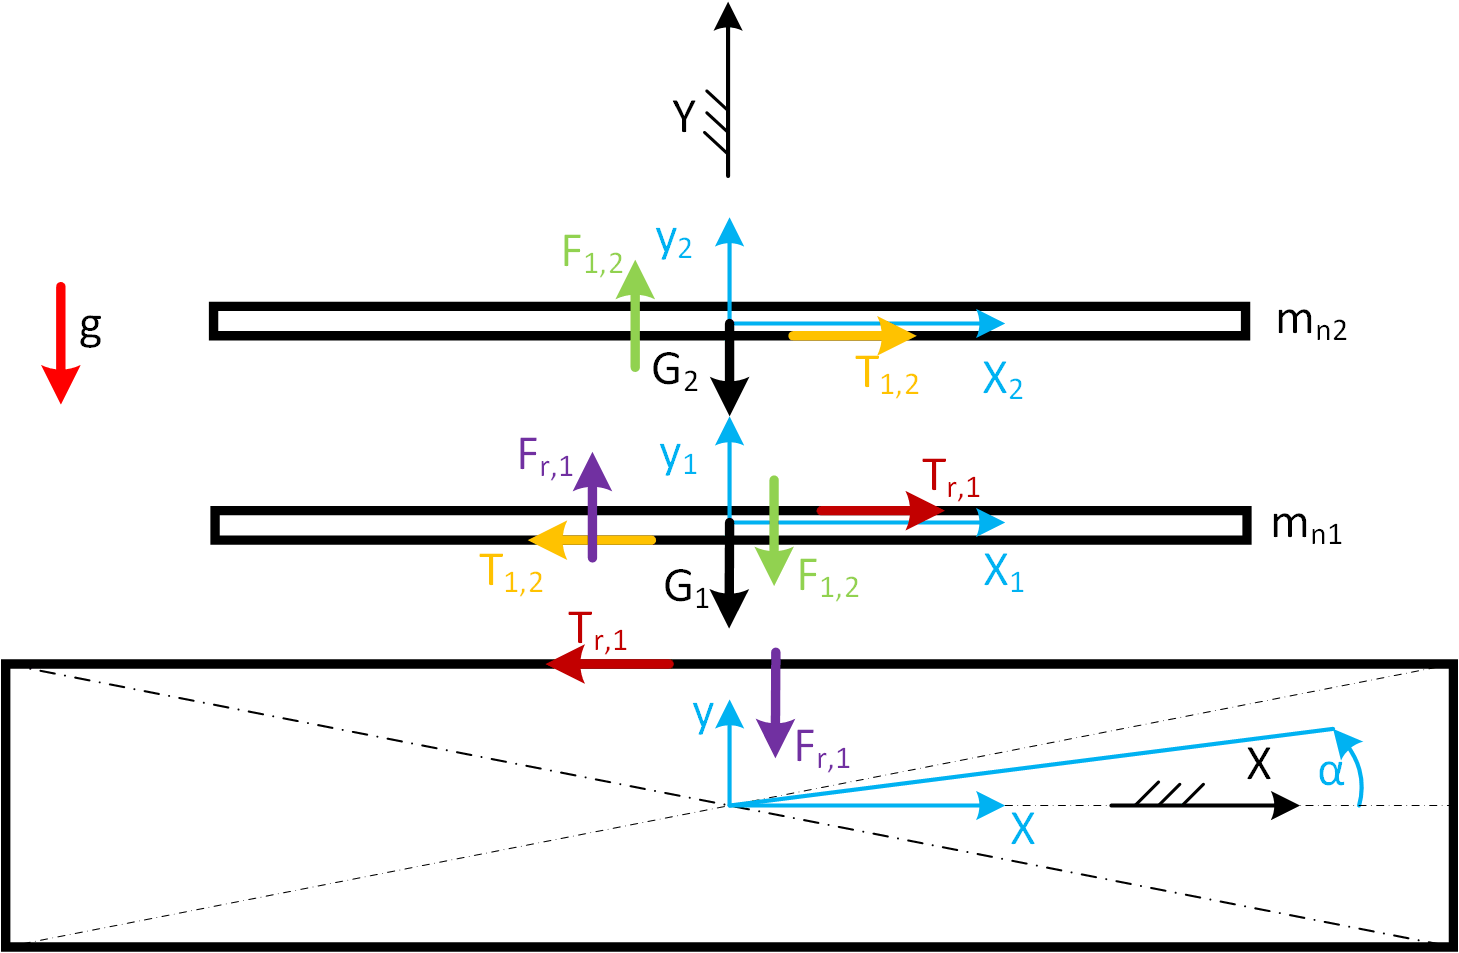 Y
y2
F1,2
g
mn2
G2
T1,2
X2
Fr,1
y1
Tr,1
mn1
T1,2
G1
F1,2
X1
Tr,1
y
Fr,1
X
α
X